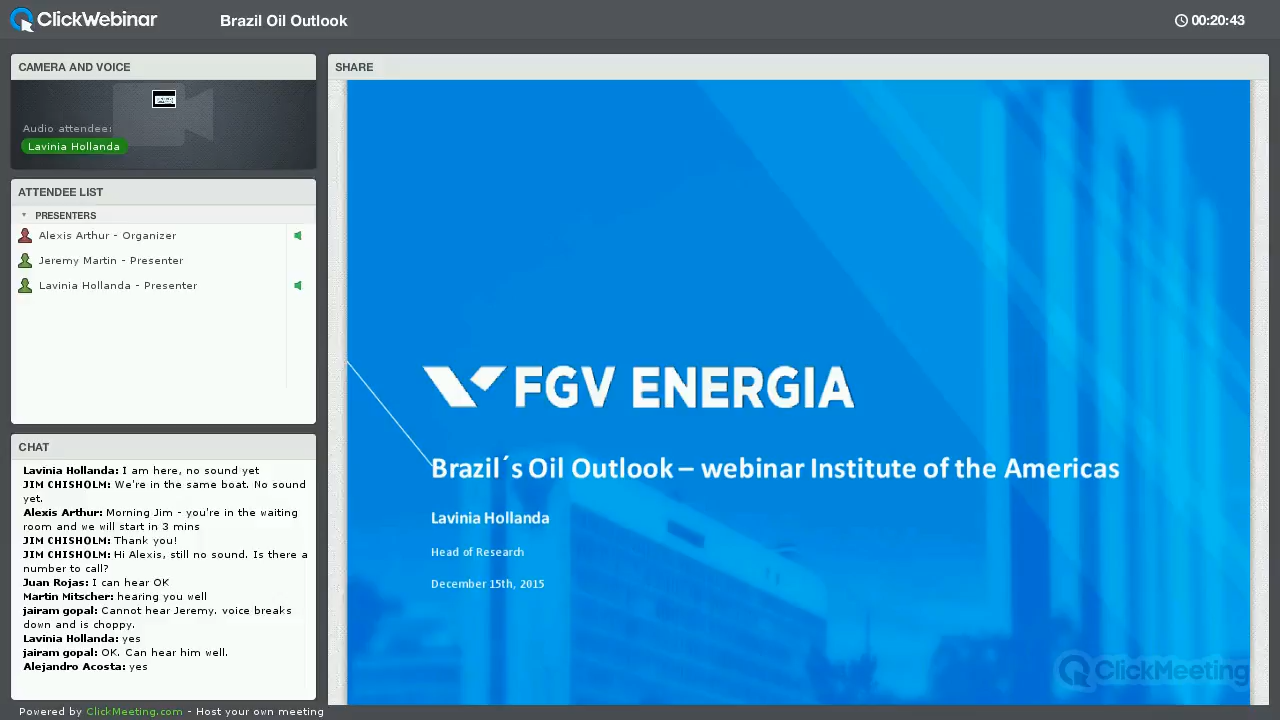 ClickWebinar
Brazil Oil Outlook
00:20:43
CAMERA AND VOICE
Audio attendee:
Lavinia Hollanda
ATTENDEE LIST
PRESENTERS
Alexis Arthur - Organizer
Jeremy Martin - Presenter
Lavinia Hollanda - Presenter
CHAT
Lavinia Hollanda: I am here, no sound yet
JIM CHISHOLM: We're in the same boat. No sound
yet.
Alexis Arthur: Morning Jim - you're in the waiting
room and we will start in 3 mins
JIM CHISHOLM: Thank you!
JIM CHISHOLM: Hi Alexis, still no sound. Is there a
number to call?
Juan Rojas: I can hear OK
Martin Mitscher: hearing you well
jairam gopal: Cannot hear Jeremy. voice breaks
down and is choppy.
Lavinia Hollanda: yes
jairam gopal: OK. Can hear him well.
Alejandro Acosta: yes
Powered by ClickMeeting.com - Host your own meeting
SHARE
FGV ENERGIA
Brazil´s Oil Outlook – webinar Institute of the Americas
Lavinia Hollanda
Head of Research
December 15th, 2015
ClickMeeting